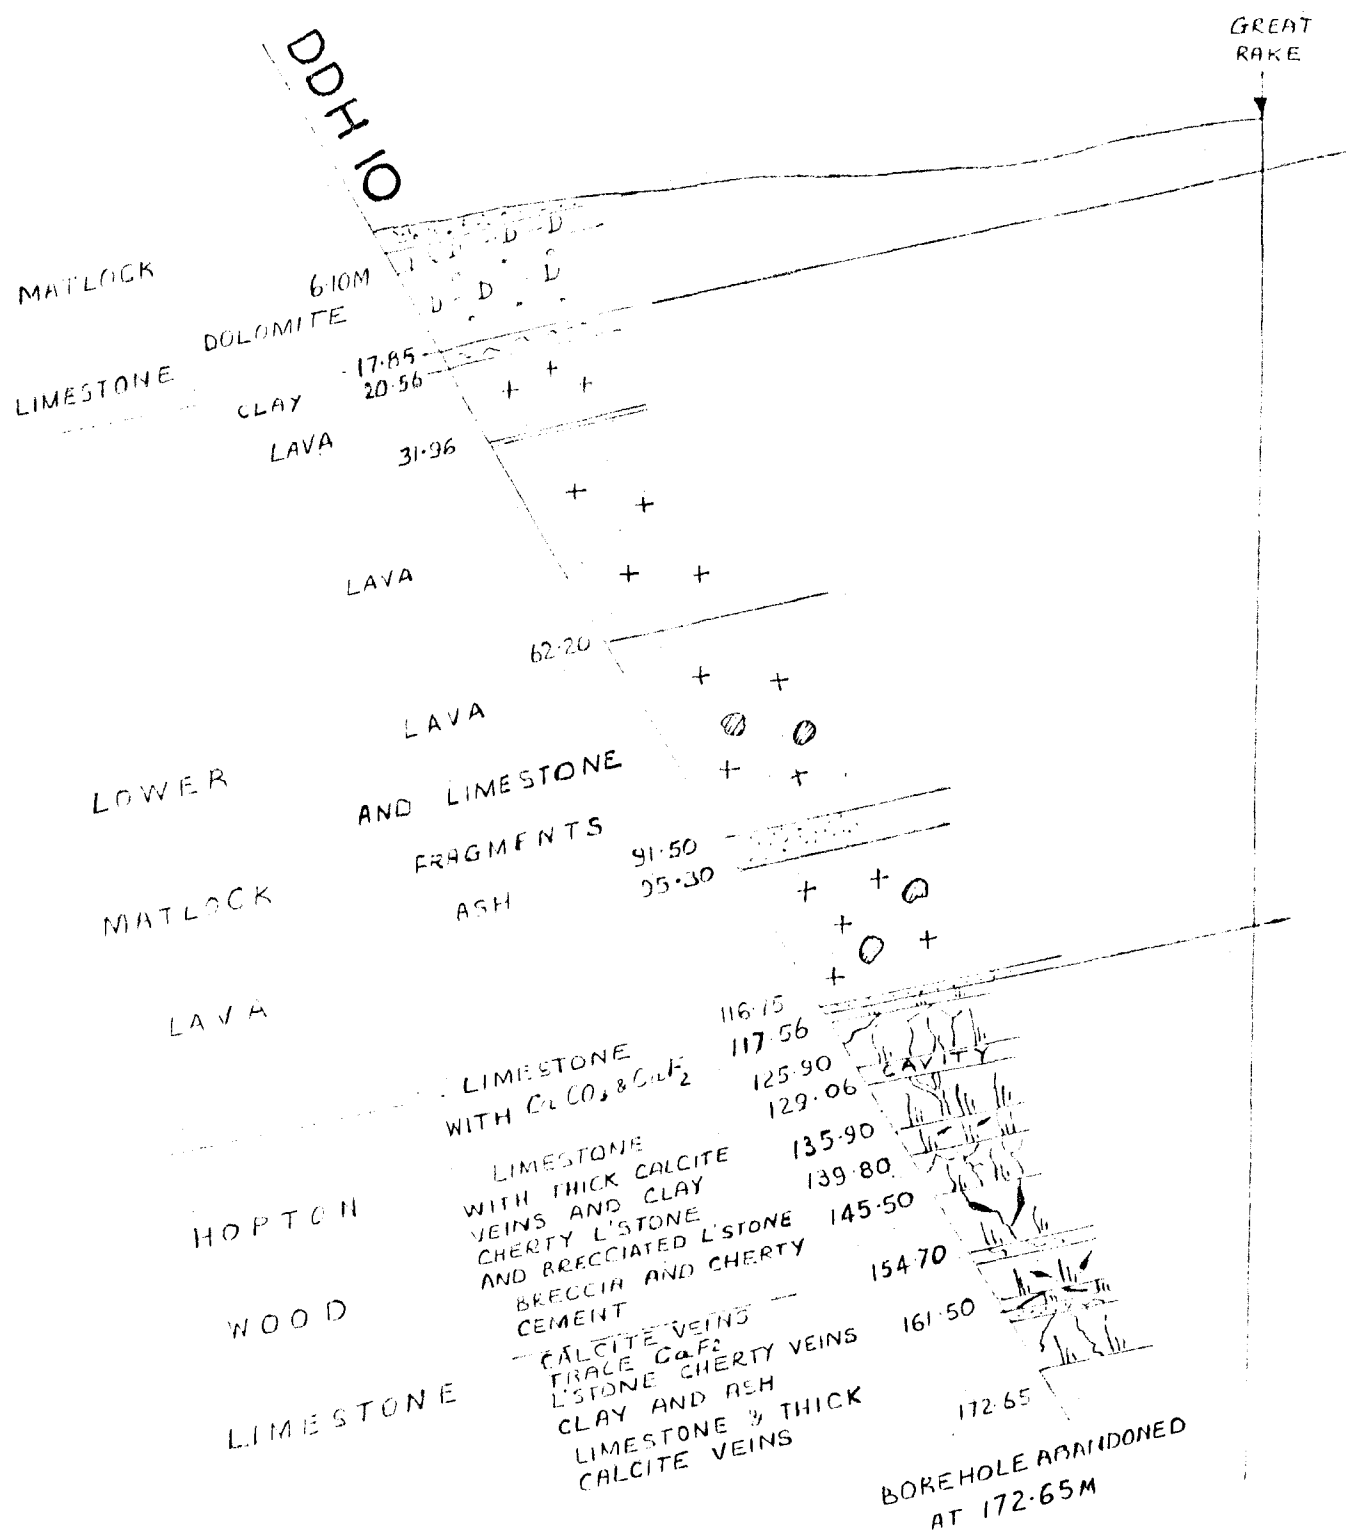 GREAT
RAKE
DDH 10
MATLOCK
LIMESTONE
6·10M
DOLOMITE
17·85
20·56
CLAY
LAVA
31·96
LAVA
62·20
LAVA
AND LIMESTONE
FRAGMENTS
91·50
95·30
ASH
LOWER
MATLOCK
LAVA
116·75
117·56
125·90
129·06
135·90
139·80
145·50
154·70
161·50
172·65
CAVITY
LIMESTONE
WITH CaCO₃ & CaF₂
LIMESTONE
WITH THICK CALCITE
VEINS AND CLAY
CHERTY L'STONE
AND BRECCIATED L'STONE
BRECCIA AND CHERTY
CEMENT
CALCITE VEINS
TRACE CaF₂
L'STONE CHERTY VEINS
CLAY AND ASH
LIMESTONE & THICK
CALCITE VEINS
HOPTON
WOOD
LIMESTONE
BOREHOLE ABANDONED
AT 172·65M